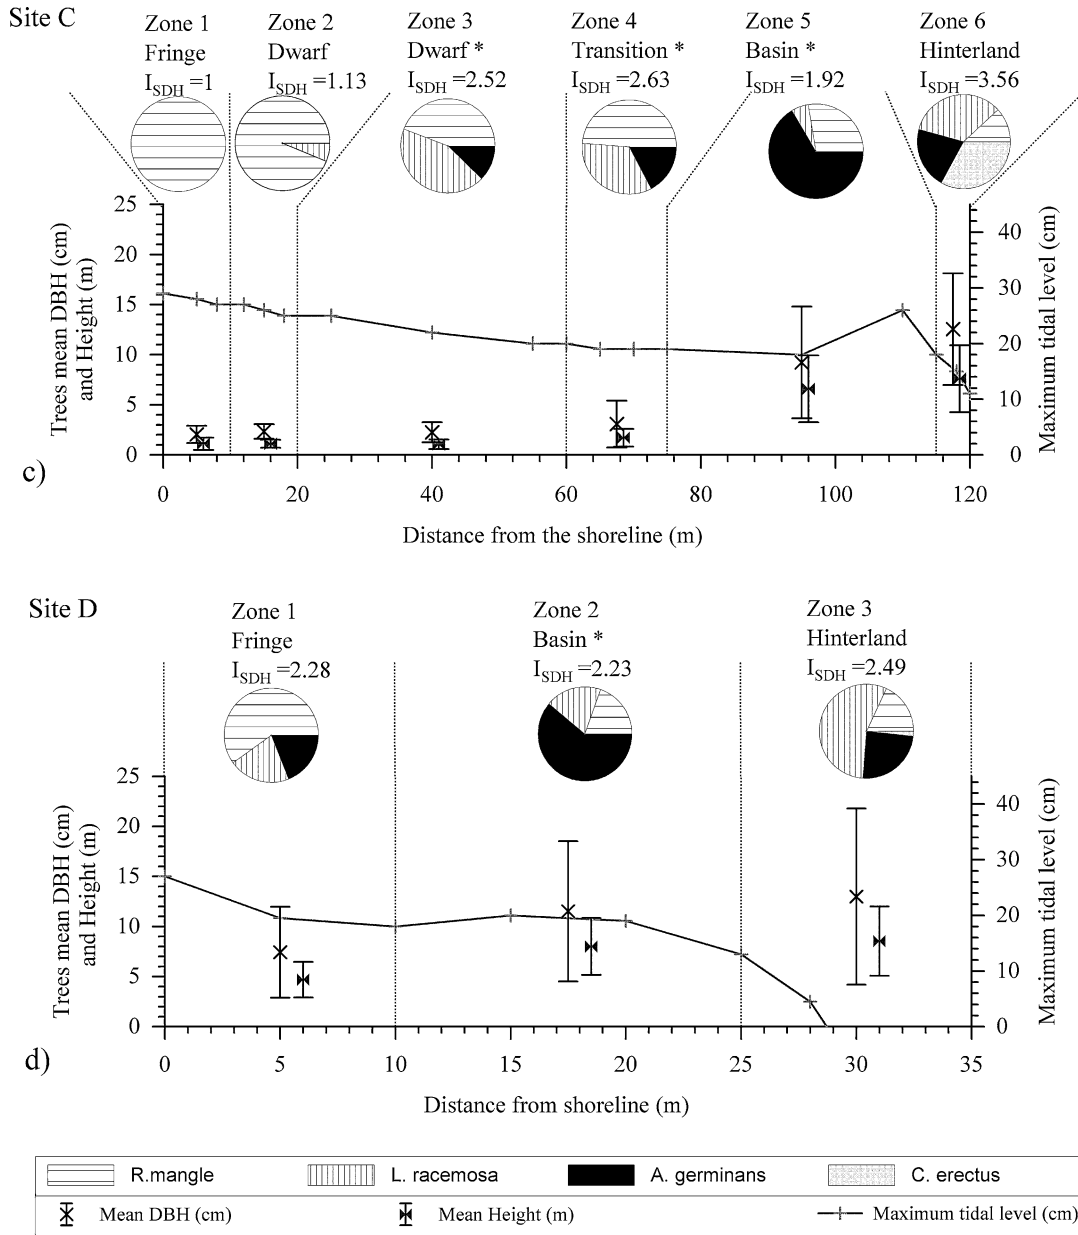 Site C
Zone 1
Fringe
I_SDH =1
Zone 2
Dwarf
I_SDH =1.13
Zone 3
Dwarf *
I_SDH =2.52
Zone 4
Transition *
I_SDH =2.63
Zone 5
Basin *
I_SDH =1.92
Zone 6
Hinterland
I_SDH =3.56
25
20
15
10
5
0
Trees mean DBH (cm)
and Height (m)
40
30
20
10
0
Maximum tidal level (cm)
c)
0 20 40 60 80 100 120
Distance from the shoreline (m)
Site D
Zone 1
Fringe
I_SDH =2.28
Zone 2
Basin *
I_SDH =2.23
Zone 3
Hinterland
I_SDH =2.49
25
20
15
10
5
0
Trees mean DBH (cm)
and Height (m)
40
30
20
10
0
Maximum tidal level (cm)
d)
0 5 10 15 20 25 30 35
Distance from shoreline (m)
R.mangle L. racemosa A. germinans C. erectus
Mean DBH (cm) Mean Height (m) Maximum tidal level (cm)